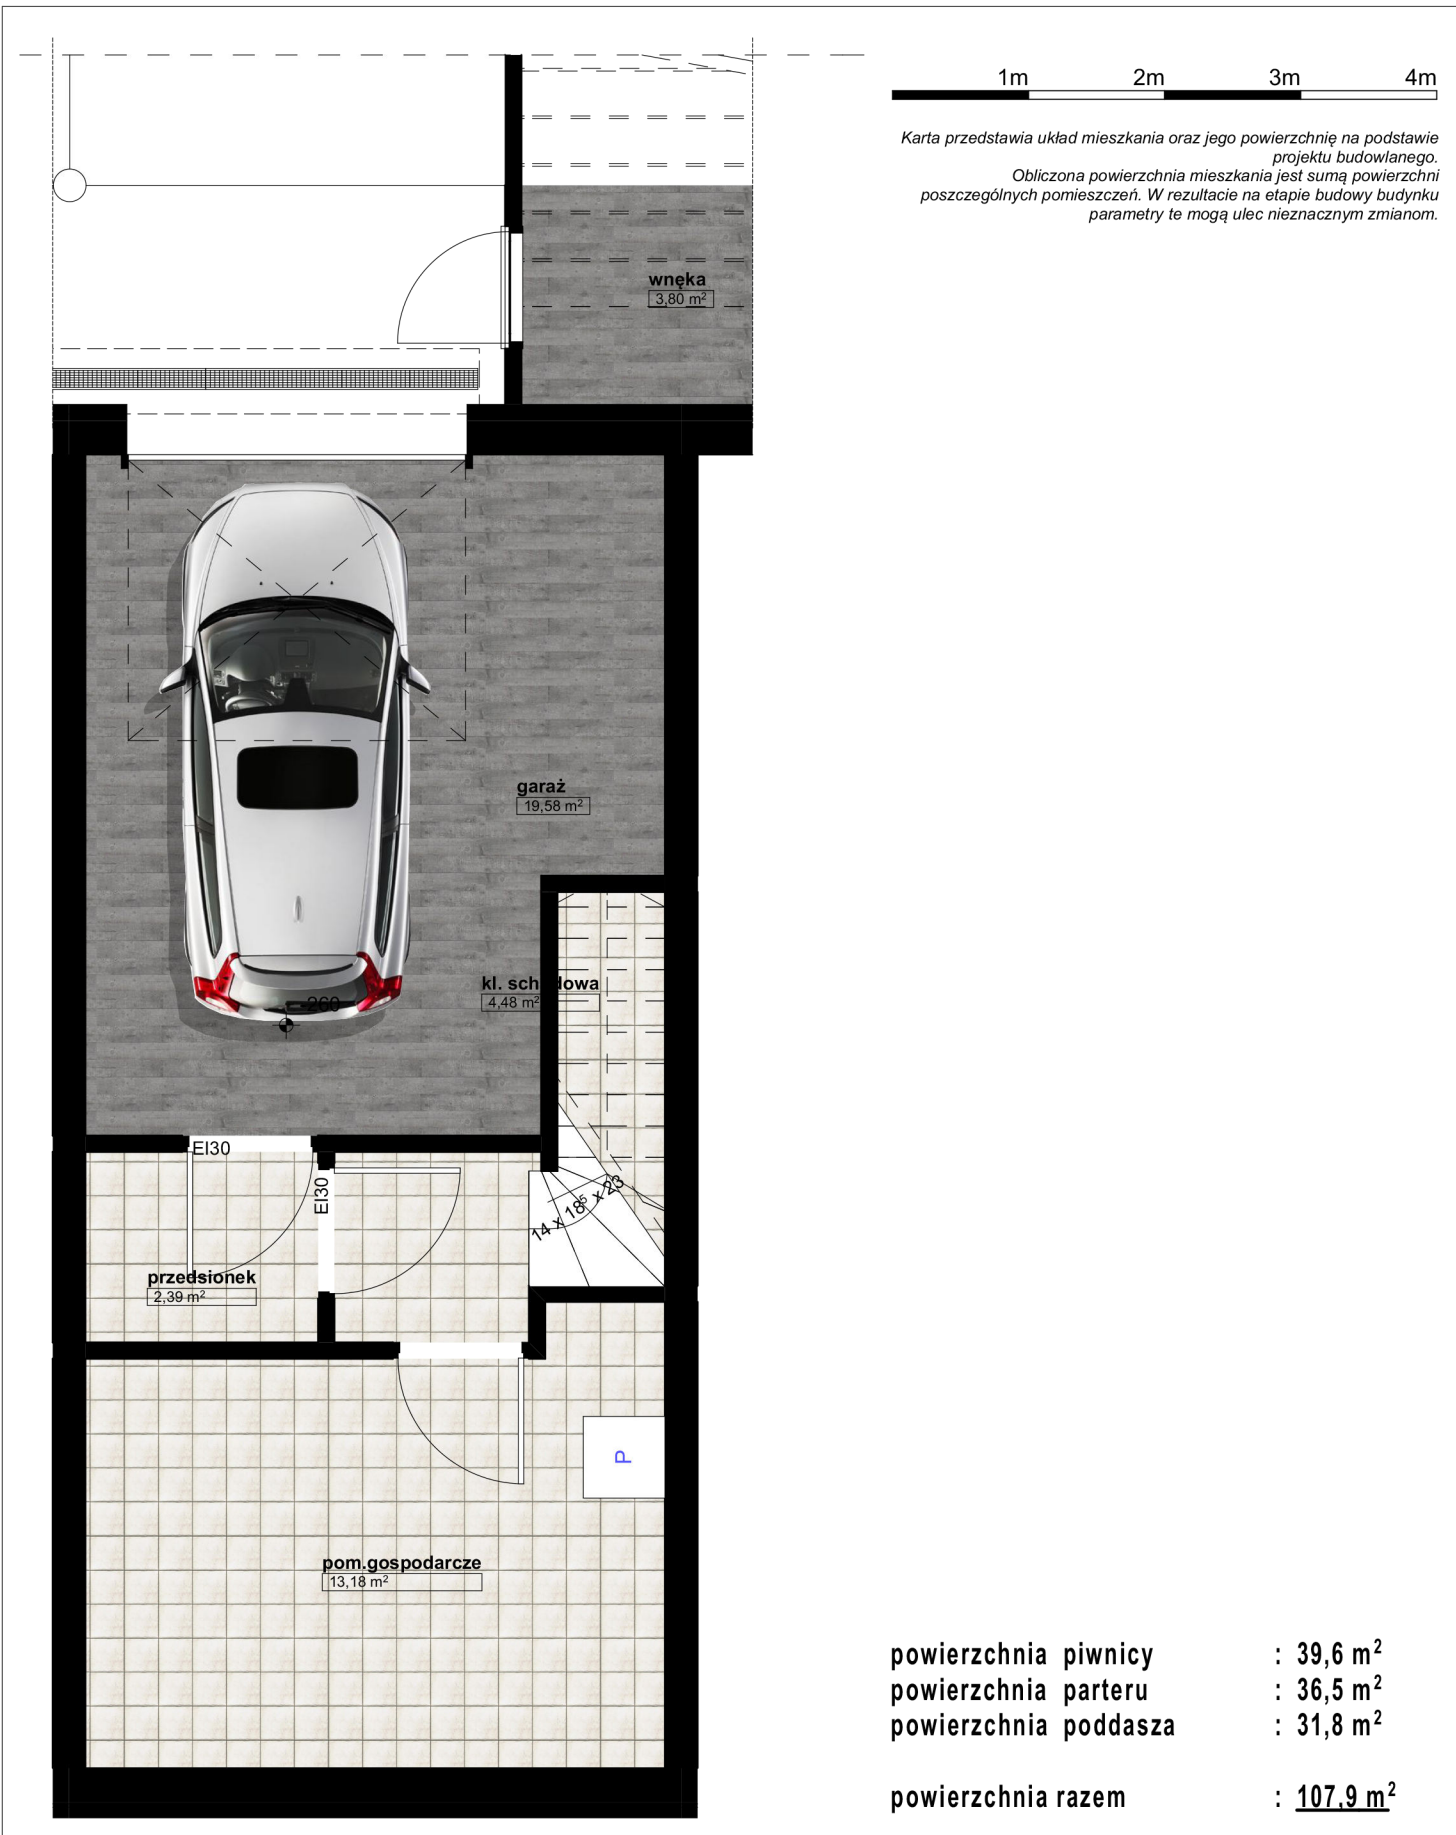 1m 2m 3m 4m
Karta przedstawia układ mieszkania oraz jego powierzchnię na podstawie
projektu budowlanego.
Obliczona powierzchnia mieszkania jest sumą powierzchni
poszczególnych pomieszczeń. W rezultacie na etapie budowy budynku
parametry te mogą ulec nieznacznym zmianom.
wnęka
3,80 m²
garaż
19,58 m²
kl. schodowa
4,48 m²
-260
EI30
EI30
14 x 18⁵ x 23
przedsionek
2,39 m²
P
pom.gospodarcze
13,18 m²
powierzchnia piwnicy : 39,6 m²
powierzchnia parteru : 36,5 m²
powierzchnia poddasza : 31,8 m²
powierzchnia razem : 107,9 m²